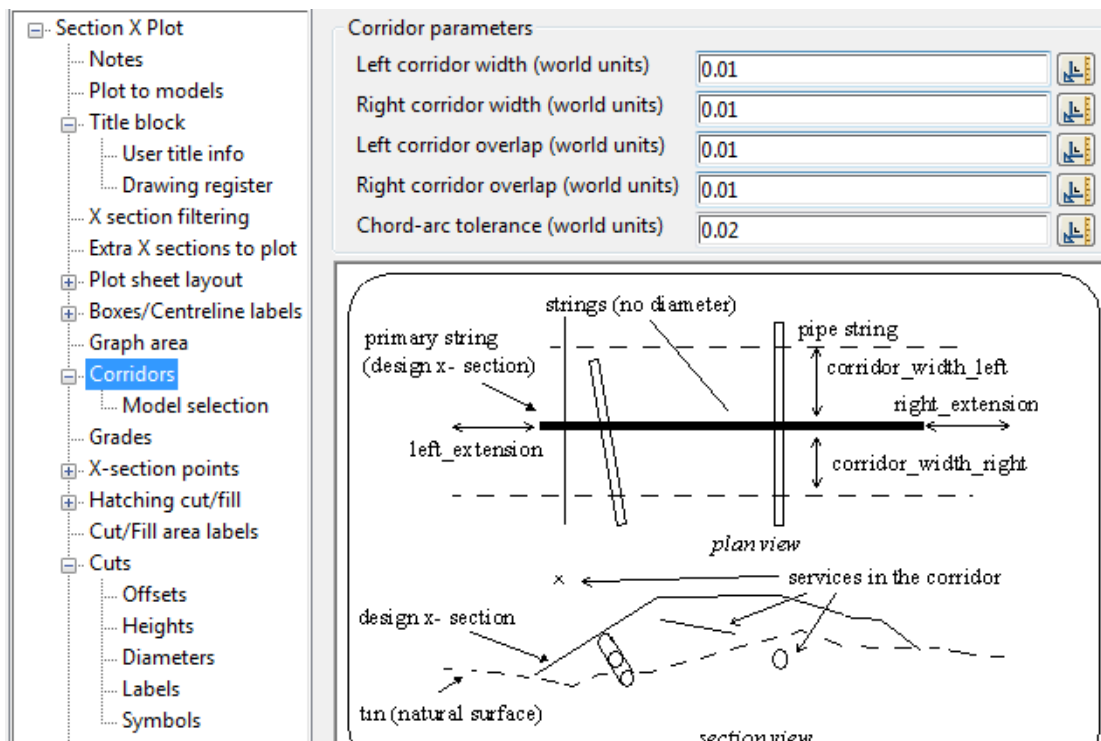 Section X Plot
Notes
Plot to models
Title block
User title info
Drawing register
X section filtering
Extra X sections to plot
Plot sheet layout
Boxes/Centreline labels
Graph area
Corridors
Model selection
Grades
X-section points
Hatching cut/fill
Cut/Fill area labels
Cuts
Offsets
Heights
Diameters
Labels
Symbols
Corridor parameters
Left corridor width (world units) 0.01
Right corridor width (world units) 0.01
Left corridor overlap (world units) 0.01
Right corridor overlap (world units) 0.01
Chord-arc tolerance (world units) 0.02
strings (no diameter)
primary string
(design x- section)
pipe string
corridor_width_left
right_extension
left_extension
corridor_width_right
plan view
services in the corridor
design x- section
tin (natural surface)
section view